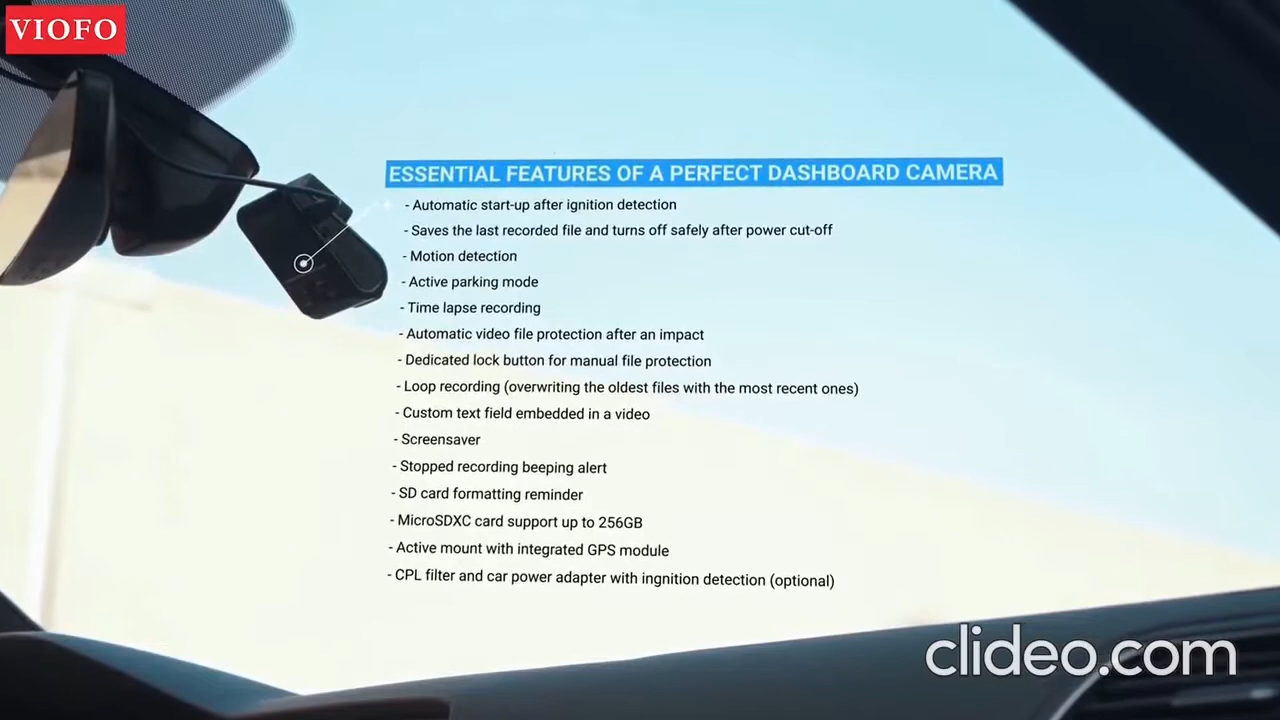 VIOFO
ESSENTIAL FEATURES OF A PERFECT DASHBOARD CAMERA
- Automatic start-up after ignition detection
- Saves the last recorded file and turns off safely after power cut-off
- Motion detection
- Active parking mode
- Time lapse recording
- Automatic video file protection after an impact
- Dedicated lock button for manual file protection
- Loop recording (overwriting the oldest files with the most recent ones)
- Custom text field embedded in a video
- Screensaver
- Stopped recording beeping alert
- SD card formatting reminder
- MicroSDXC card support up to 256GB
- Active mount with integrated GPS module
- CPL filter and car power adapter with ingnition detection (optional)
clideo.com